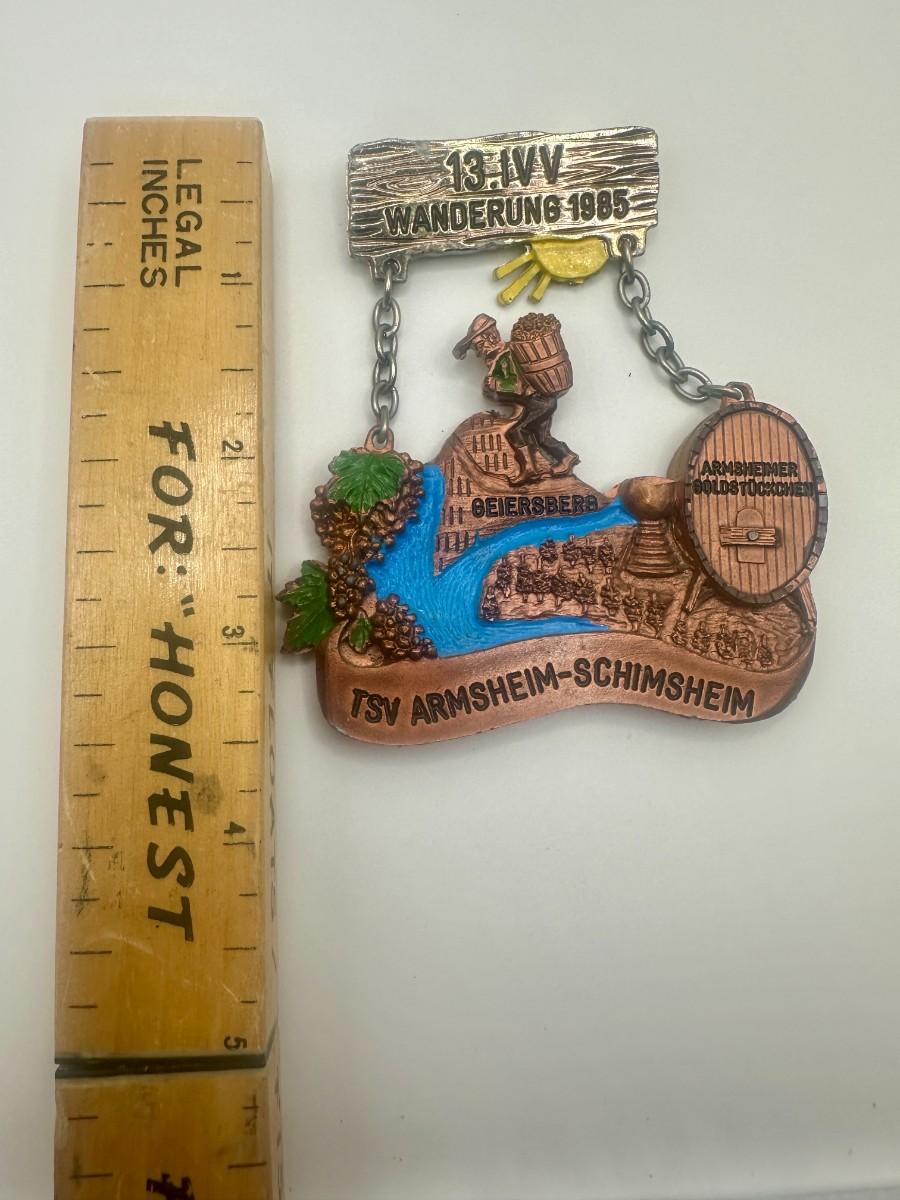 LEGAL
INCHES
FOR: "HONEST
1
2
3
4
5
13.IVV
WANDERUNG 1985
GEIERSBERG
ARMSHEIMER
GOLDSTÜCKCHEN
TSV ARMSHEIM-SCHIMSHEIM